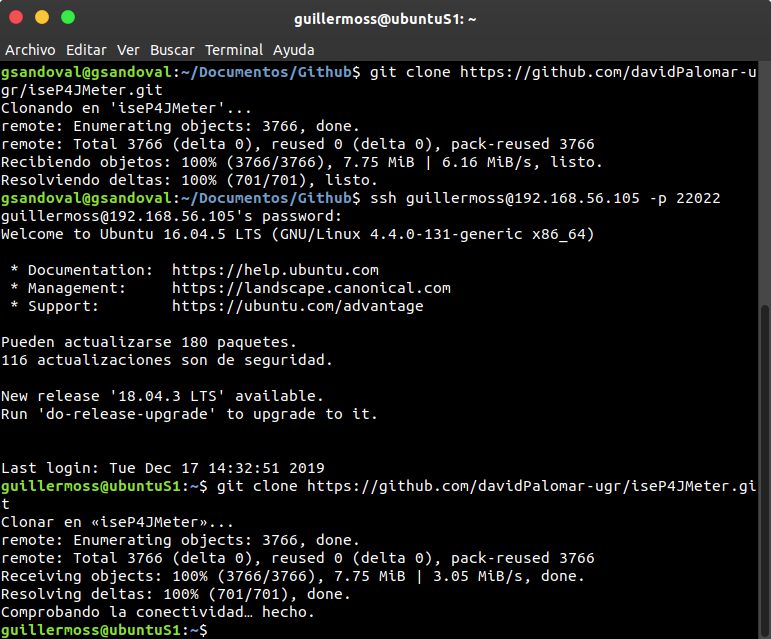 guillermoss@ubuntuS1: ~
Archivo Editar Ver Buscar Terminal Ayuda
gsandoval@gsandoval:~/Documentos/Github$ git clone https://github.com/davidPalomar-u
gr/iseP4JMeter.git
Clonando en 'iseP4JMeter'...
remote: Enumerating objects: 3766, done.
remote: Total 3766 (delta 0), reused 0 (delta 0), pack-reused 3766
Recibiendo objetos: 100% (3766/3766), 7.75 MiB | 6.16 MiB/s, listo.
Resolviendo deltas: 100% (701/701), listo.
gsandoval@gsandoval:~/Documentos/Github$ ssh guillermoss@192.168.56.105 -p 22022
guillermoss@192.168.56.105's password:
Welcome to Ubuntu 16.04.5 LTS (GNU/Linux 4.4.0-131-generic x86_64)
* Documentation: https://help.ubuntu.com
* Management: https://landscape.canonical.com
* Support: https://ubuntu.com/advantage
Pueden actualizarse 180 paquetes.
116 actualizaciones son de seguridad.
New release '18.04.3 LTS' available.
Run 'do-release-upgrade' to upgrade to it.
Last login: Tue Dec 17 14:32:51 2019
guillermoss@ubuntuS1:~$ git clone https://github.com/davidPalomar-ugr/iseP4JMeter.gi
t
Clonar en «iseP4JMeter»...
remote: Enumerating objects: 3766, done.
remote: Total 3766 (delta 0), reused 0 (delta 0), pack-reused 3766
Receiving objects: 100% (3766/3766), 7.75 MiB | 3.05 MiB/s, done.
Resolving deltas: 100% (701/701), done.
Comprobando la conectividad… hecho.
guillermoss@ubuntuS1:~$